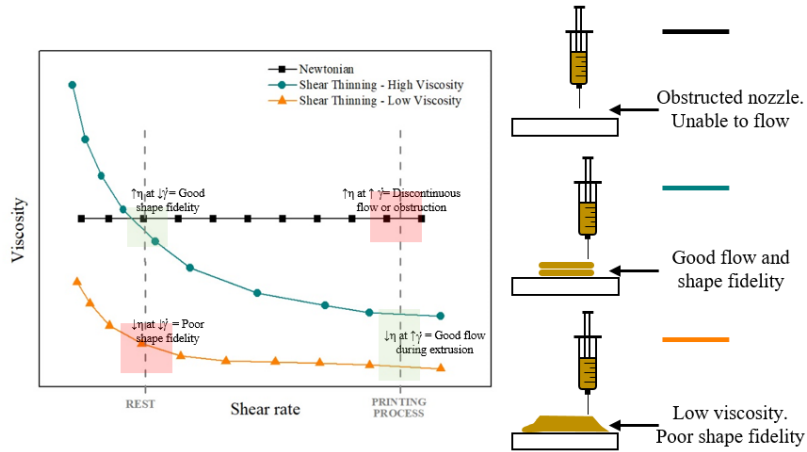 Newtonian
Shear Thinning - High Viscosity
Shear Thinning - Low Viscosity
↑η at ↓γ̇ = Good
shape fidelity
↑η at ↑γ̇ = Discontinuous
flow or obstruction
↓η at ↓γ̇ = Poor
shape fidelity
↓η at ↑γ̇ = Good flow
during extrusion
Viscosity
REST
Shear rate
PRINTING
PROCESS
Obstructed nozzle.
Unable to flow
Good flow and
shape fidelity
Low viscosity.
Poor shape fidelity